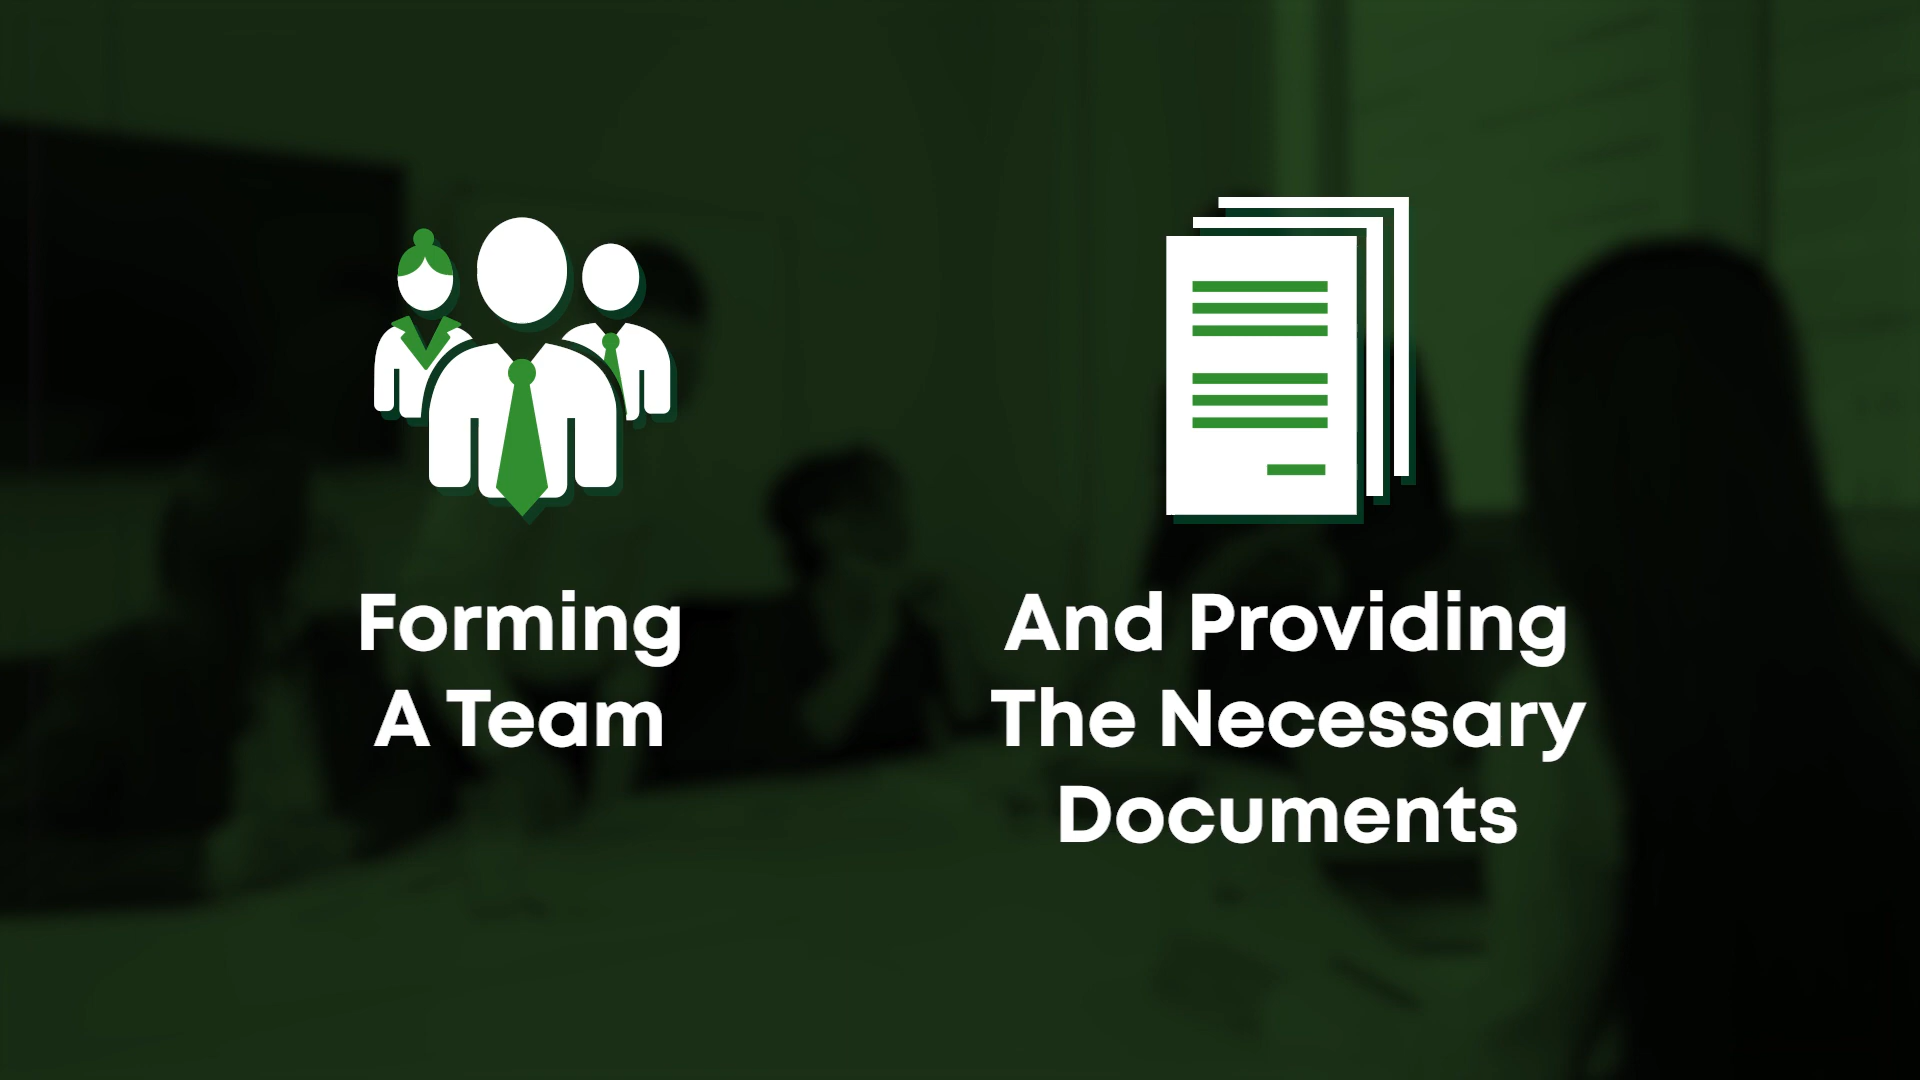 Forming
A Team
And Providing
The Necessary
Documents